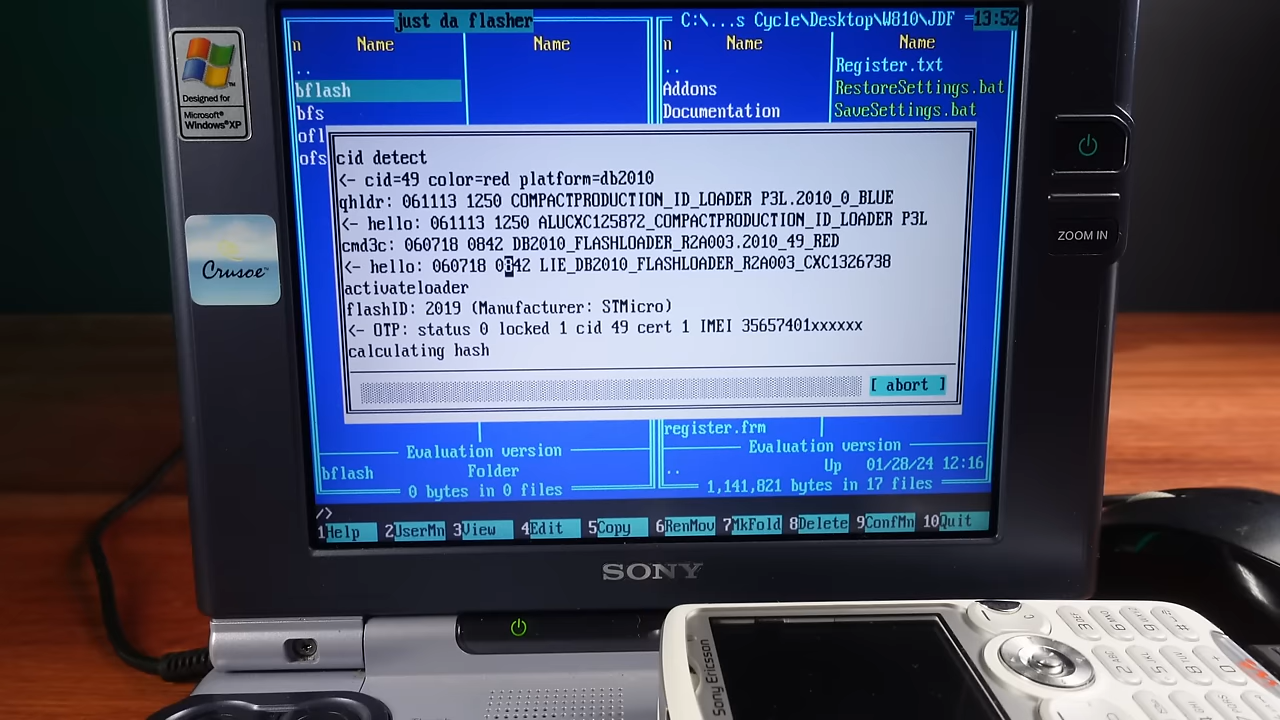 just da flasher
C:\...s Cycle\Desktop\W810\JDF
13:52
n Name Name
n Name Name
..
bflash
bfs
ofl
ofs
..
Addons
Documentation
Register.txt
RestoreSettings.bat
SaveSettings.bat
cid detect
<- cid=49 color=red platform=db2010
qhldr: 061113 1250 COMPACTPRODUCTION_ID_LOADER P3L.2010_0_BLUE
<- hello: 061113 1250 ALUCXC125872_COMPACTPRODUCTION_ID_LOADER P3L
cmd3c: 060718 0842 DB2010_FLASHLOADER_R2A003.2010_49_RED
<- hello: 060718 0842 LIE_DB2010_FLASHLOADER_R2A003_CXC1326738
activateloader
flashID: 2019 (Manufacturer: STMicro)
<- OTP: status 0 locked 1 cid 49 cert 1 IMEI 35657401xxxxxx
calculating hash
[ abort ]
register.frm
Evaluation version
bflash Folder
0 bytes in 0 files
Evaluation version
.. Up 01/28/24 12:16
1,141,821 bytes in 17 files
/>
1Help 2UserMn 3View 4Edit 5Copy 6RenMov 7MkFold 8Delete 9ConfMn 10Quit
Designed for
Microsoft®
Windows®XP
Crusoe™
ZOOM IN
SONY
Sony Ericsson